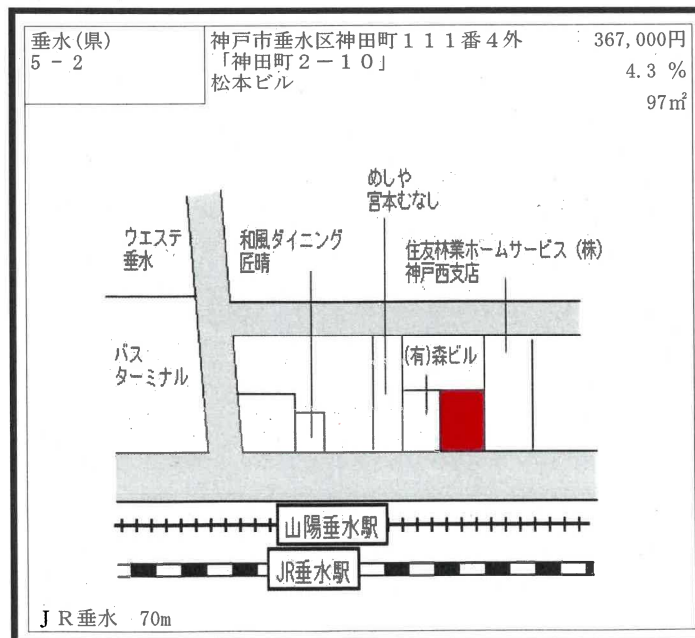 垂水(県)
5－2
神戸市垂水区神田町１１１番４外
「神田町２－１０」
松本ビル
367,000円
4.3 %
97㎡
めしや
宮本むなし
ウエステ
垂水
和風ダイニング
匠晴
住友林業ホームサービス（株）
神戸西支店
バス
ターミナル
(有)森ビル
山陽垂水駅
JR垂水駅
ＪＲ垂水　70m